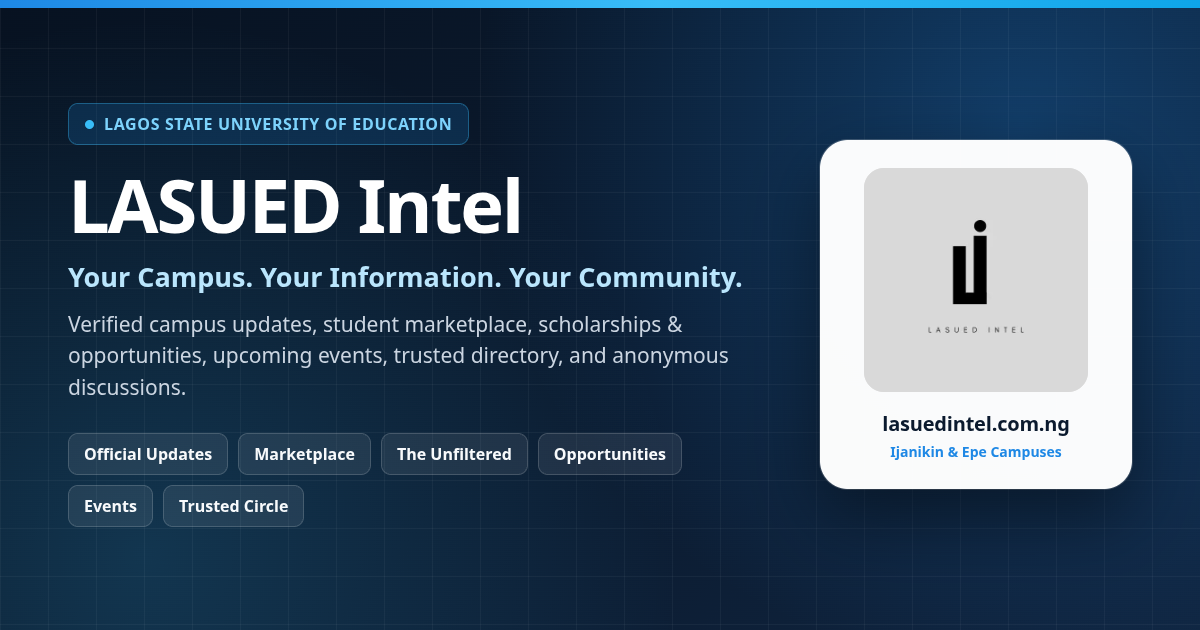 LAGOS STATE UNIVERSITY OF EDUCATION
LASUED Intel
Your Campus. Your Information. Your Community.
Verified campus updates, student marketplace, scholarships &
opportunities, upcoming events, trusted directory, and anonymous
discussions.
Official Updates
Marketplace
The Unfiltered
Opportunities
Events
Trusted Circle
LASUED INTEL
lasuedintel.com.ng
Ijanikin & Epe Campuses